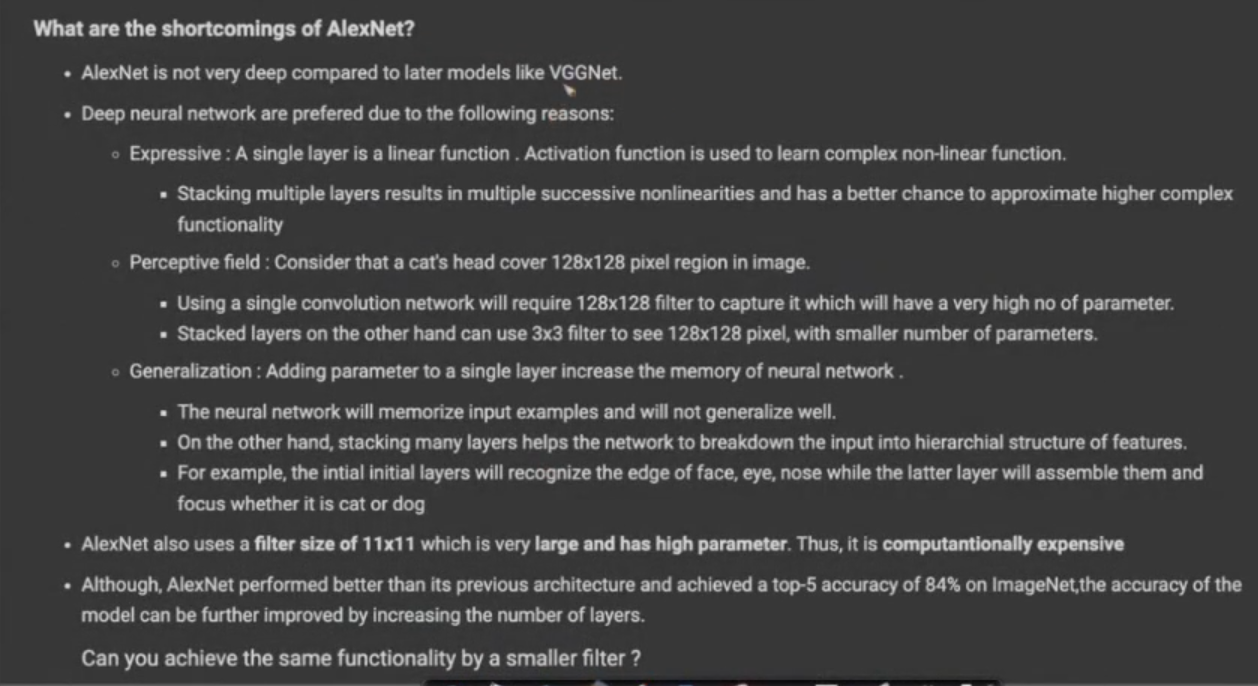 What are the shortcomings of AlexNet?
• AlexNet is not very deep compared to later models like VGGNet.
• Deep neural network are prefered due to the following reasons:
◦ Expressive : A single layer is a linear function . Activation function is used to learn complex non-linear function.
▪ Stacking multiple layers results in multiple successive nonlinearities and has a better chance to approximate higher complex
functionality
◦ Perceptive field : Consider that a cat's head cover 128x128 pixel region in image.
▪ Using a single convolution network will require 128x128 filter to capture it which will have a very high no of parameter.
▪ Stacked layers on the other hand can use 3x3 filter to see 128x128 pixel, with smaller number of parameters.
◦ Generalization : Adding parameter to a single layer increase the memory of neural network .
▪ The neural network will memorize input examples and will not generalize well.
▪ On the other hand, stacking many layers helps the network to breakdown the input into hierarchial structure of features.
▪ For example, the intial initial layers will recognize the edge of face, eye, nose while the latter layer will assemble them and
focus whether it is cat or dog
• AlexNet also uses a filter size of 11x11 which is very large and has high parameter. Thus, it is computantionally expensive
• Although, AlexNet performed better than its previous architecture and achieved a top-5 accuracy of 84% on ImageNet,the accuracy of the
model can be further improved by increasing the number of layers.
Can you achieve the same functionality by a smaller filter ?